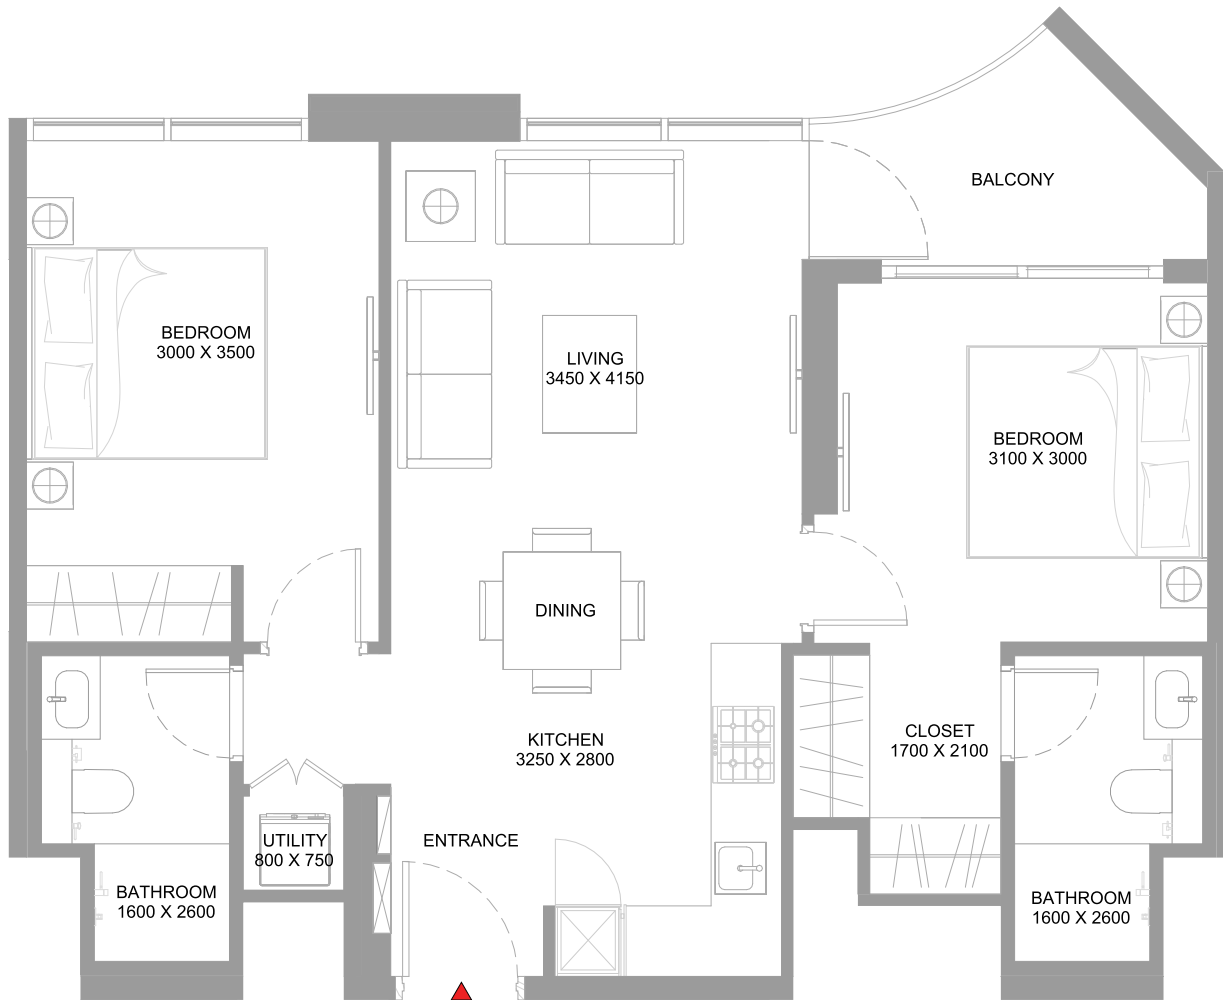 BALCONY
BEDROOM
3000 X 3500
LIVING
3450 X 4150
BEDROOM
3100 X 3000
DINING
KITCHEN
3250 X 2800
CLOSET
1700 X 2100
ENTRANCE
UTILITY
800 X 750
BATHROOM
1600 X 2600
BATHROOM
1600 X 2600